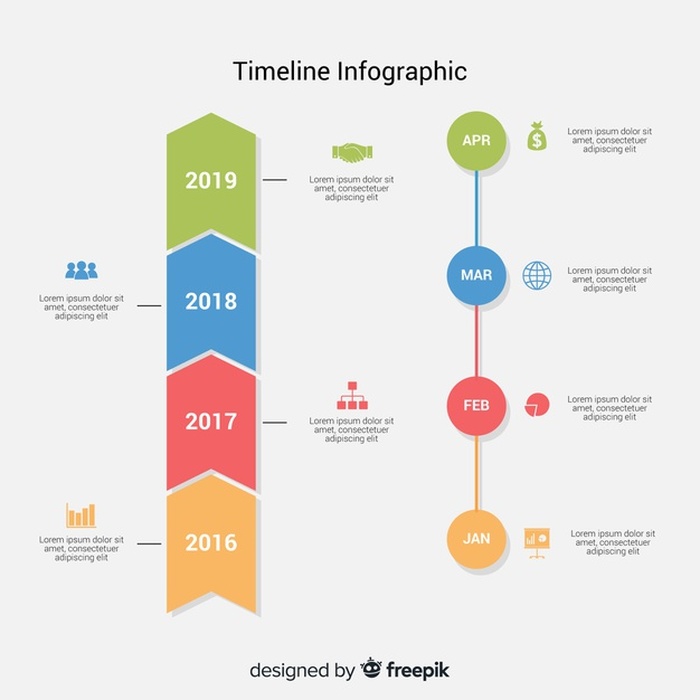 Timeline Infographic
2019
Lorem ipsum dolor sit
amet, consectetuer
adipiscing elit
2018
Lorem ipsum dolor sit
amet, consectetuer
adipiscing elit
2017
Lorem ipsum dolor sit
amet, consectetuer
adipiscing elit
2016
Lorem ipsum dolor sit
amet, consectetuer
adipiscing elit
APR
$
Lorem ipsum dolor sit
amet, consectetuer
adipiscing elit
MAR
Lorem ipsum dolor sit
amet, consectetuer
adipiscing elit
FEB
Lorem ipsum dolor sit
amet, consectetuer
adipiscing elit
JAN
Lorem ipsum dolor sit
amet, consectetuer
adipiscing elit
designed by freepik